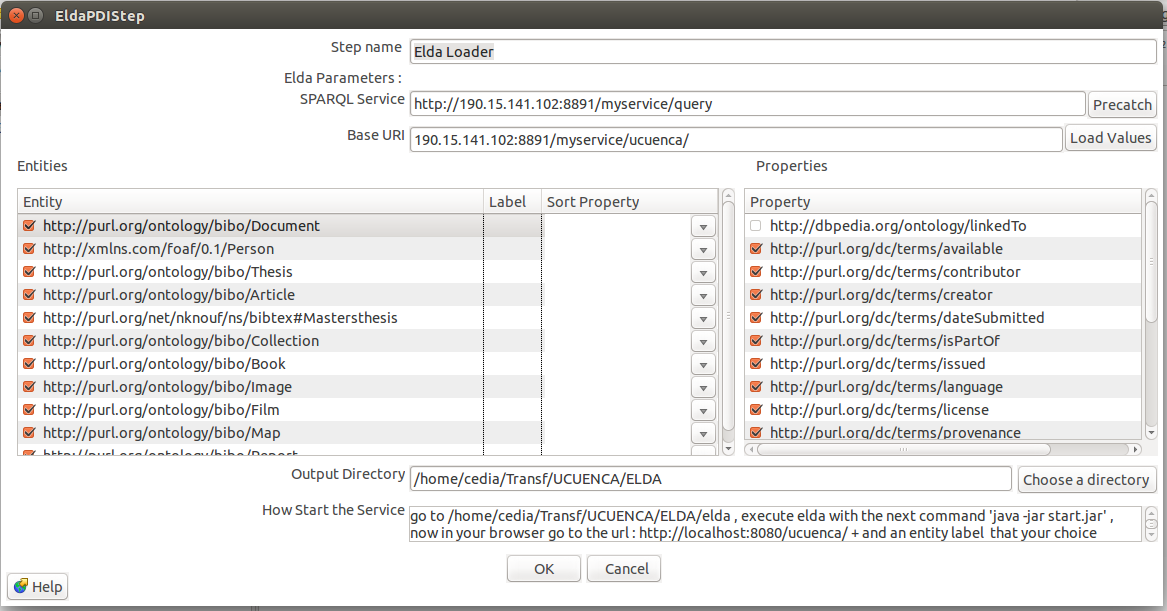 EldaPDIStep
Step name Elda Loader
Elda Parameters :
SPARQL Service http://190.15.141.102:8891/myservice/query Precatch
Base URI 190.15.141.102:8891/myservice/ucuenca/ Load Values
Entities Properties
Entity Label Sort Property Property
http://purl.org/ontology/bibo/Document http://dbpedia.org/ontology/linkedTo
http://xmlns.com/foaf/0.1/Person http://purl.org/dc/terms/available
http://purl.org/ontology/bibo/Thesis http://purl.org/dc/terms/contributor
http://purl.org/ontology/bibo/Article http://purl.org/dc/terms/creator
http://purl.org/net/nknouf/ns/bibtex#Mastersthesis http://purl.org/dc/terms/dateSubmitted
http://purl.org/ontology/bibo/Collection http://purl.org/dc/terms/isPartOf
http://purl.org/ontology/bibo/Book http://purl.org/dc/terms/issued
http://purl.org/ontology/bibo/Image http://purl.org/dc/terms/language
http://purl.org/ontology/bibo/Film http://purl.org/dc/terms/license
http://purl.org/ontology/bibo/Map http://purl.org/dc/terms/provenance
http://purl.org/ontology/bibo/Report
Output Directory /home/cedia/Transf/UCUENCA/ELDA Choose a directory
How Start the Service go to /home/cedia/Transf/UCUENCA/ELDA/elda , execute elda with the next command 'java -jar start.jar' ,
now in your browser go to the url : http://localhost:8080/ucuenca/ + and an entity label that your choice
OK Cancel
Help